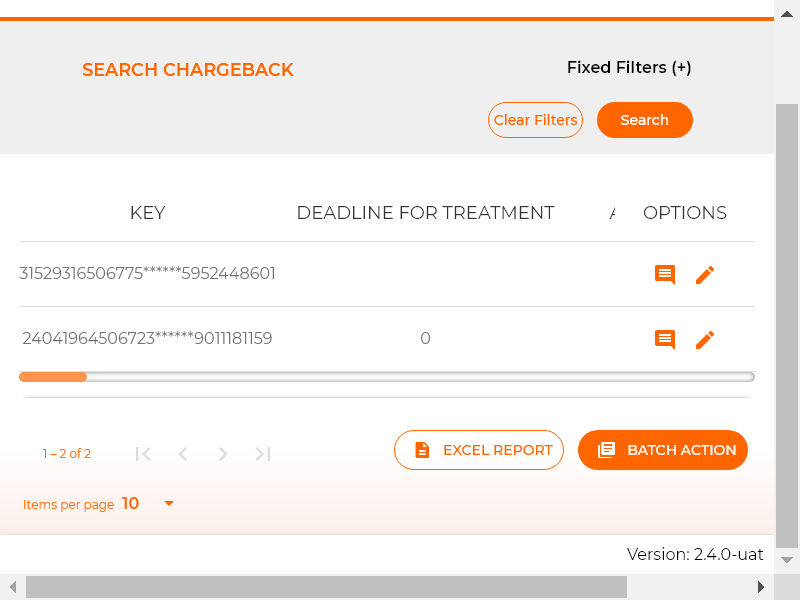 SEARCH CHARGEBACK
Fixed Filters (+)
Clear Filters
Search
KEY DEADLINE FOR TREATMENT OPTIONS
31529316506775******5952448601
24041964506723******9011181159 0
1 – 2 of 2
EXCEL REPORT
BATCH ACTION
Items per page 10
Version: 2.4.0-uat